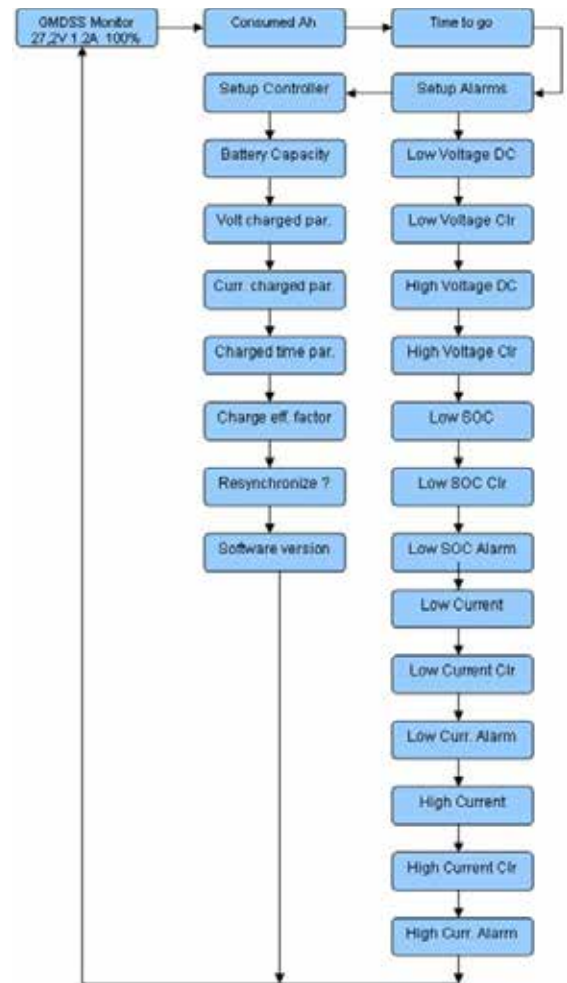 GMDSS Monitor
27,2V 1.2A 100%
Consumed Ah
Time to go
Setup Controller
Setup Alarms
Battery Capacity
Low Voltage DC
Volt charged par.
Low Voltage Clr
Curr. charged par.
High Voltage DC
Charged time par.
High Voltage Clr
Charge eff. factor
Low SOC
Resynchronize ?
Low SOC Clr
Software version
Low SOC Alarm
Low Current
Low Current Clr
Low Curr. Alarm
High Current
High Current Clr
High Curr. Alarm